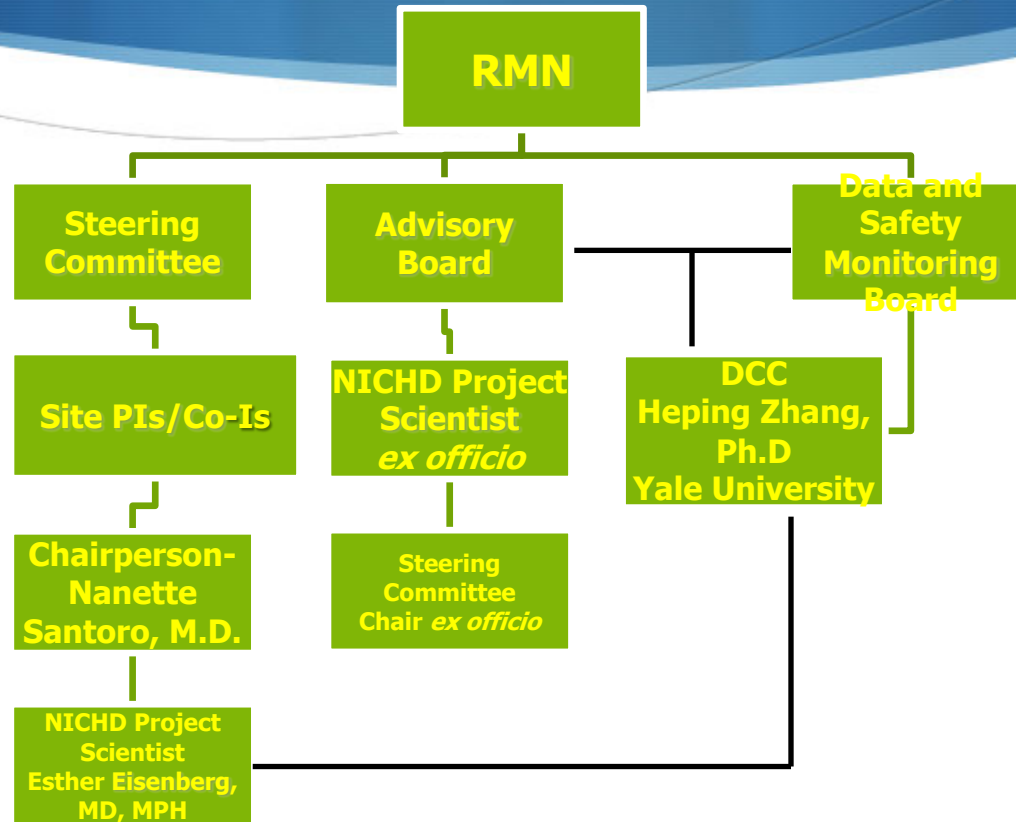 RMN
Steering
Committee
Advisory
Board
Data and
Safety
Monitoring
Board
Site PIs/Co-Is
NICHD Project
Scientist
ex officio
DCC
Heping Zhang,
Ph.D
Yale University
Chairperson-
Nanette
Santoro, M.D.
Steering
Committee
Chair ex officio
NICHD Project
Scientist
Esther Eisenberg,
MD, MPH